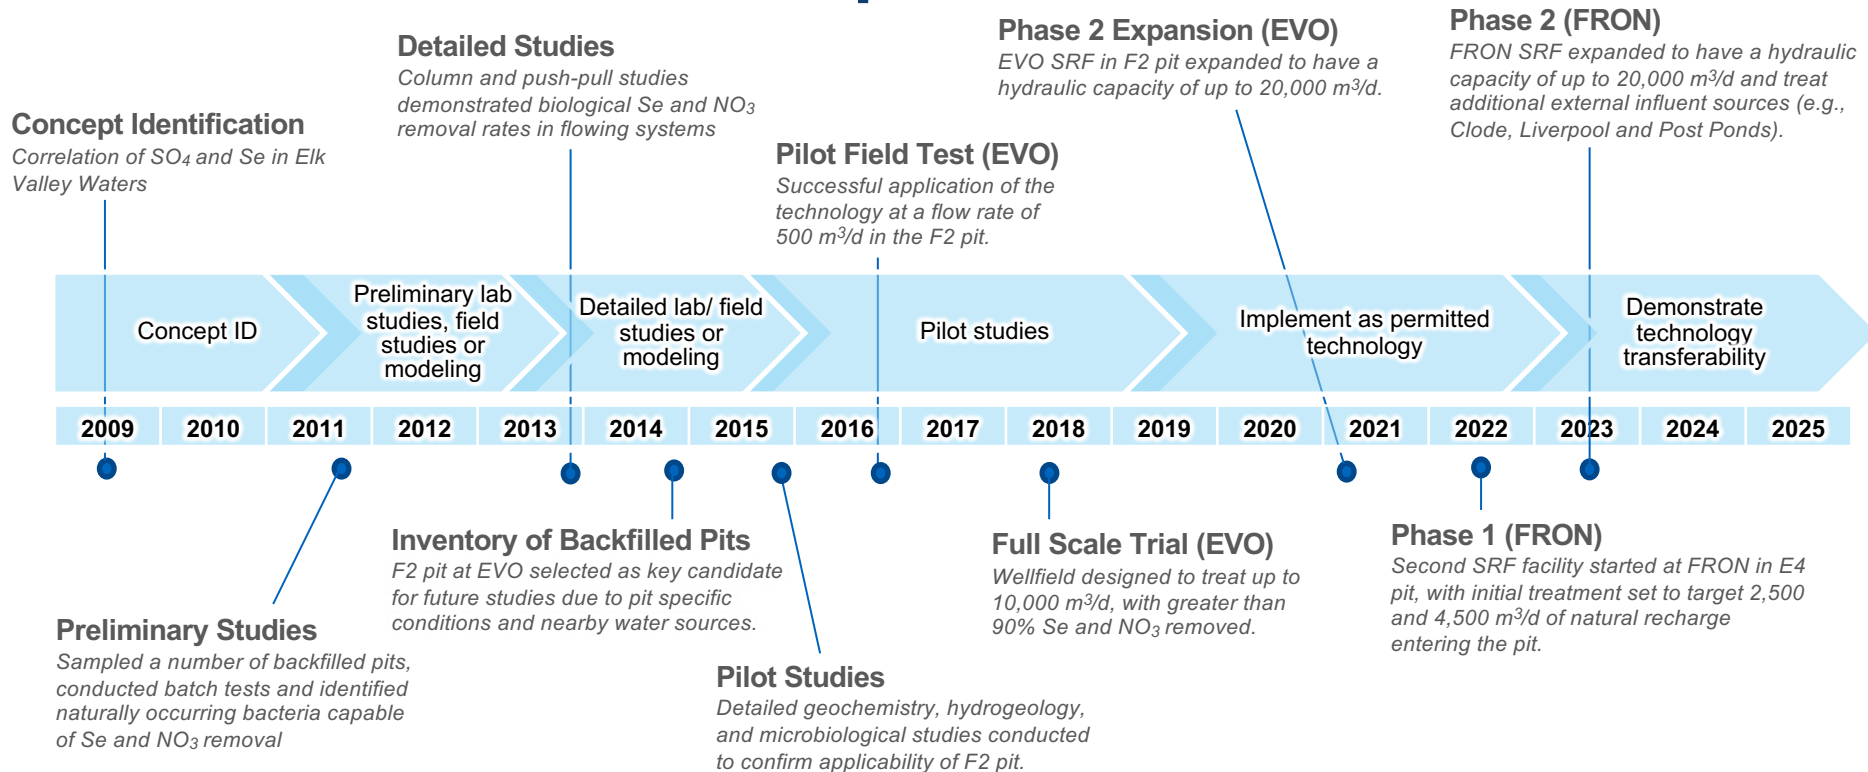 Concept Identification
Correlation of SO4 and Se in Elk
Valley Waters
Detailed Studies
Column and push-pull studies
demonstrated biological Se and NO3
removal rates in flowing systems
Pilot Field Test (EVO)
Successful application of the
technology at a flow rate of
500 m3/d in the F2 pit.
Phase 2 Expansion (EVO)
EVO SRF in F2 pit expanded to have a
hydraulic capacity of up to 20,000 m3/d.
Phase 2 (FRON)
FRON SRF expanded to have a hydraulic
capacity of up to 20,000 m3/d and treat
additional external influent sources (e.g.,
Clode, Liverpool and Post Ponds).
Concept ID
Preliminary lab
studies, field
studies or
modeling
Detailed lab/ field
studies or
modeling
Pilot studies
Implement as permitted
technology
Demonstrate
technology
transferability
2009 2010 2011 2012 2013 2014 2015 2016 2017 2018 2019 2020 2021 2022 2023 2024 2025
Preliminary Studies
Sampled a number of backfilled pits,
conducted batch tests and identified
naturally occurring bacteria capable
of Se and NO3 removal
Inventory of Backfilled Pits
F2 pit at EVO selected as key candidate
for future studies due to pit specific
conditions and nearby water sources.
Pilot Studies
Detailed geochemistry, hydrogeology,
and microbiological studies conducted
to confirm applicability of F2 pit.
Full Scale Trial (EVO)
Wellfield designed to treat up to
10,000 m3/d, with greater than
90% Se and NO3 removed.
Phase 1 (FRON)
Second SRF facility started at FRON in E4
pit, with initial treatment set to target 2,500
and 4,500 m3/d of natural recharge
entering the pit.